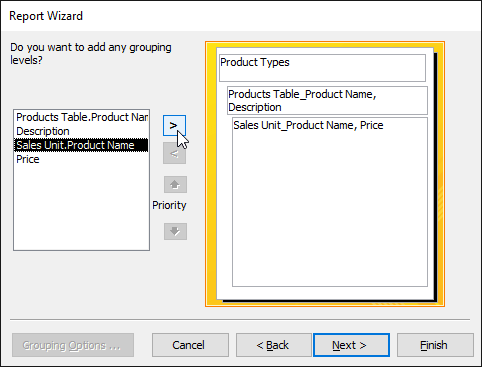 Report Wizard
Do you want to add any grouping
levels?
Products Table.Product Nam
Description
Sales Unit.Product Name
Price
>
<
Priority
Product Types
Products Table_Product Name,
Description
Sales Unit_Product Name, Price
Grouping Options ...
Cancel
< Back
Next >
Finish